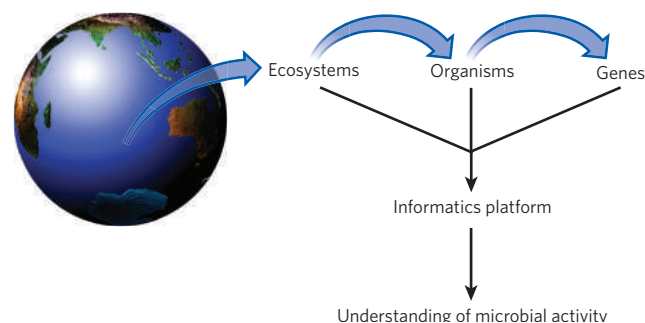 Ecosystems
Organisms
Genes
Informatics platform
Understanding of microbial activity